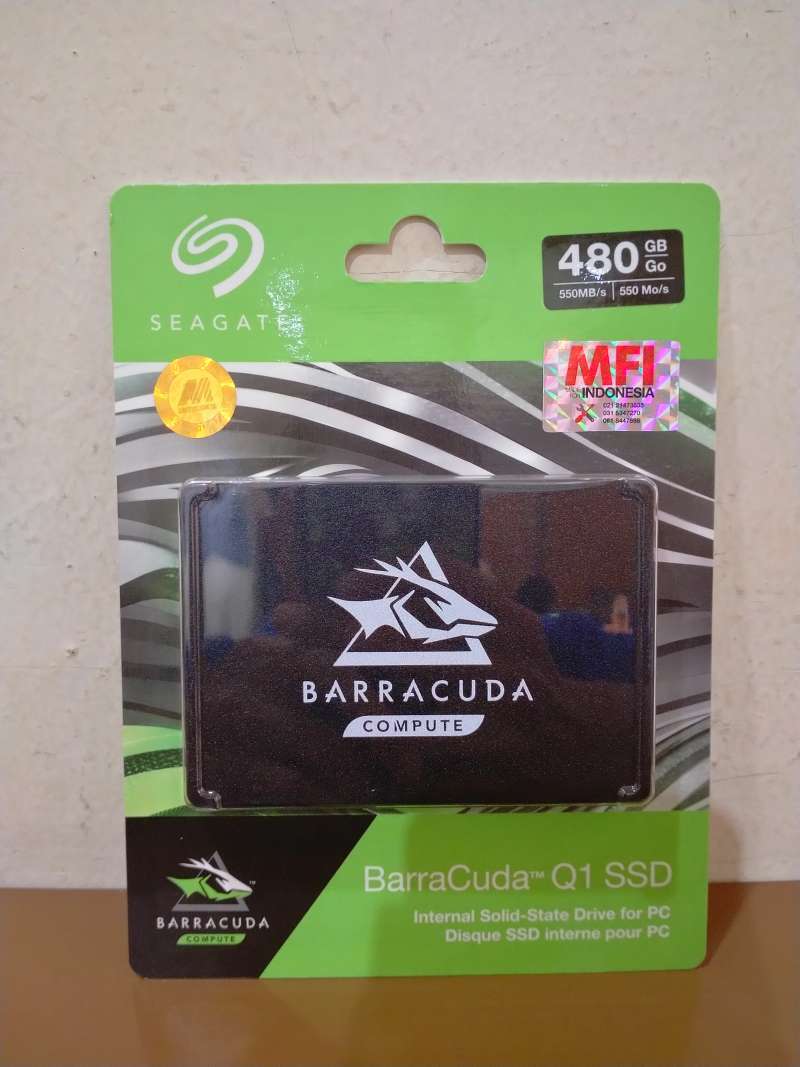 SEAGATE
480 GB Go
550MB/s | 550 Mo/s
MFI
INDONESIA
BARRACUDA
COMPUTE
BARRACUDA
COMPUTE
BarraCuda™ Q1 SSD
Internal Solid-State Drive for PC
Disque SSD interne pour PC